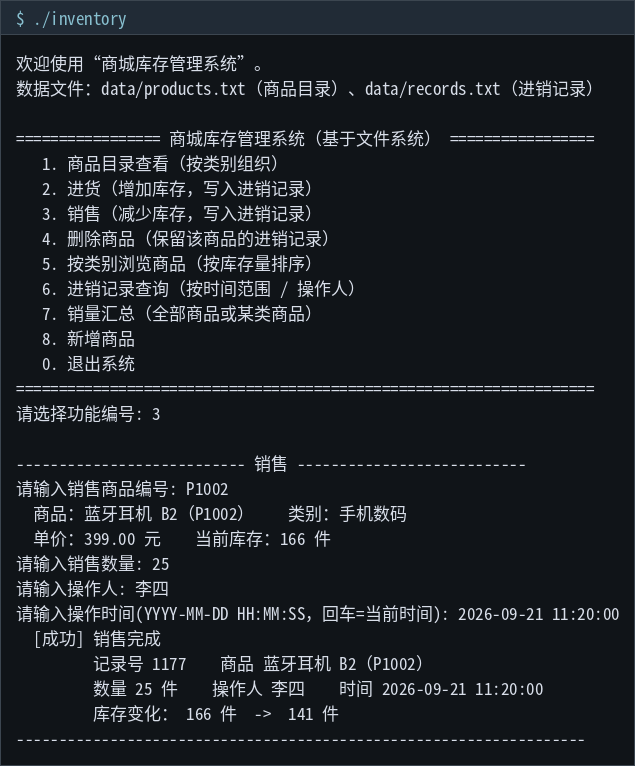 $ ./inventory
欢迎使用“商城库存管理系统”。
数据文件：data/products.txt（商品目录）、data/records.txt（进销记录）
================= 商城库存管理系统（基于文件系统） =================
1. 商品目录查看（按类别组织）
2. 进货（增加库存，写入进销记录）
3. 销售（减少库存，写入进销记录）
4. 删除商品（保留该商品的进销记录）
5. 按类别浏览商品（按库存量排序）
6. 进销记录查询（按时间范围 / 操作人）
7. 销量汇总（全部商品或某类商品）
8. 新增商品
0. 退出系统
====================================================================
请选择功能编号: 3
--------------------------- 销售 ---------------------------
请输入销售商品编号: P1002
商品: 蓝牙耳机 B2（P1002）    类别: 手机数码
单价: 399.00 元    当前库存: 166 件
请输入销售数量: 25
请输入操作人: 李四
请输入操作时间(YYYY-MM-DD HH:MM:SS，回车=当前时间): 2026-09-21 11:20:00
[成功] 销售完成
记录号 1177    商品 蓝牙耳机 B2（P1002）
数量 25 件    操作人 李四    时间 2026-09-21 11:20:00
库存变化:  166 件  ->  141 件
-------------------------------------------------------------------